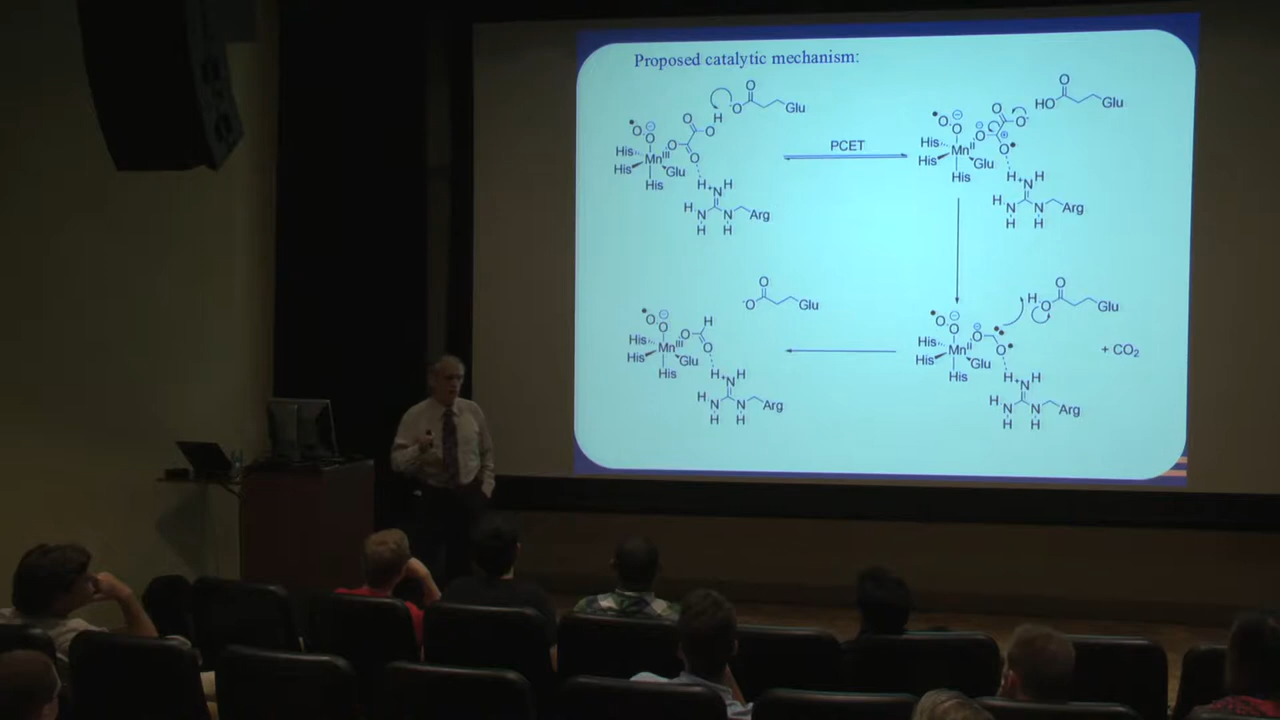 Proposed catalytic mechanism:
O
-O Glu
H
O
O
O
O
•O ⊖
O
His Mn III
His Glu
His
H + H
N
H N N Arg
H H
PCET
O
HO Glu
O
O-
•O ⊖
O
⊖
O
⊕
O•
His Mn II
His Glu
His
H + H
N
H N N Arg
H H
O
-O Glu
•O ⊖
O
O H
O
His Mn III
His Glu
His
H + H
N
H N N Arg
H H
O
H O Glu
•O ⊖
O
⊖
O
O•
His Mn II
His Glu
His
+ CO2
H + H
N
H N N Arg
H H